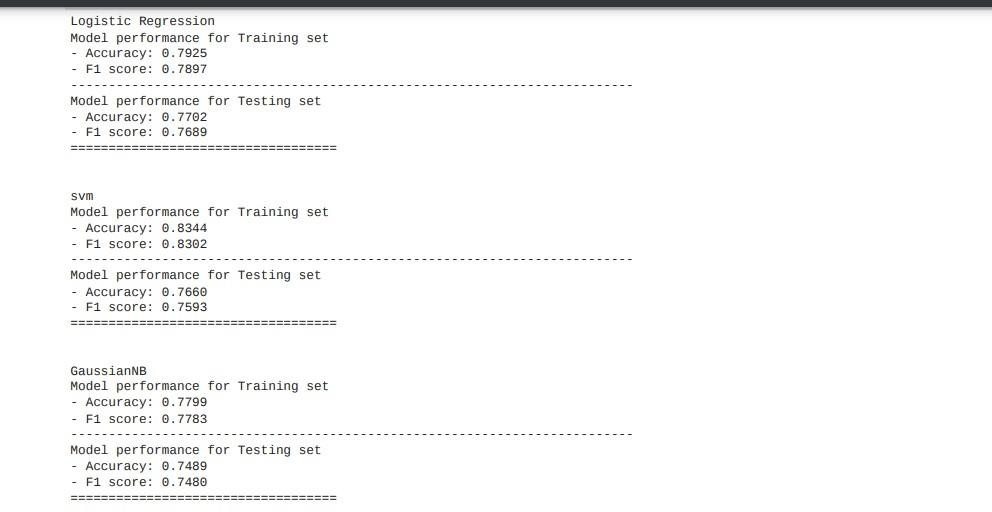 Logistic Regression
Model performance for Training set
- Accuracy: 0.7925
- F1 score: 0.7897
--------------------------------------------------------------------------
Model performance for Testing set
- Accuracy: 0.7702
- F1 score: 0.7689
===================================
svm
Model performance for Training set
- Accuracy: 0.8344
- F1 score: 0.8302
--------------------------------------------------------------------------
Model performance for Testing set
- Accuracy: 0.7660
- F1 score: 0.7593
===================================
GaussianNB
Model performance for Training set
- Accuracy: 0.7799
- F1 score: 0.7783
--------------------------------------------------------------------------
Model performance for Testing set
- Accuracy: 0.7489
- F1 score: 0.7480
===================================